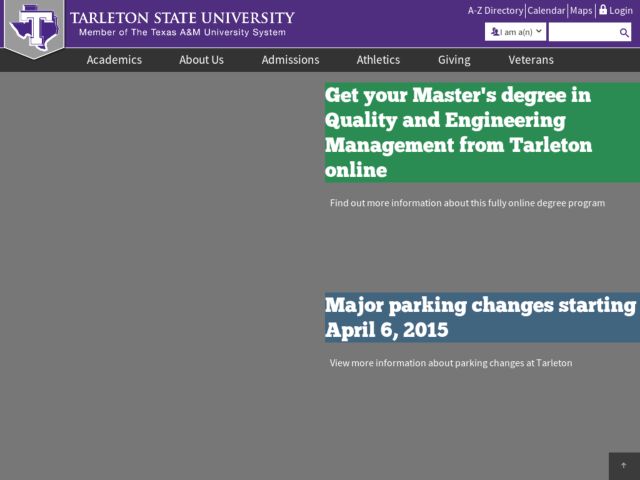 TARLETON STATE UNIVERSITY
Member of The Texas A&M University System
A-Z Directory Calendar Maps Login
I am a(n)
Academics About Us Admissions Athletics Giving Veterans
Get your Master's degree in
Quality and Engineering
Management from Tarleton
online
Find out more information about this fully online degree program
Major parking changes starting
April 6, 2015
View more information about parking changes at Tarleton